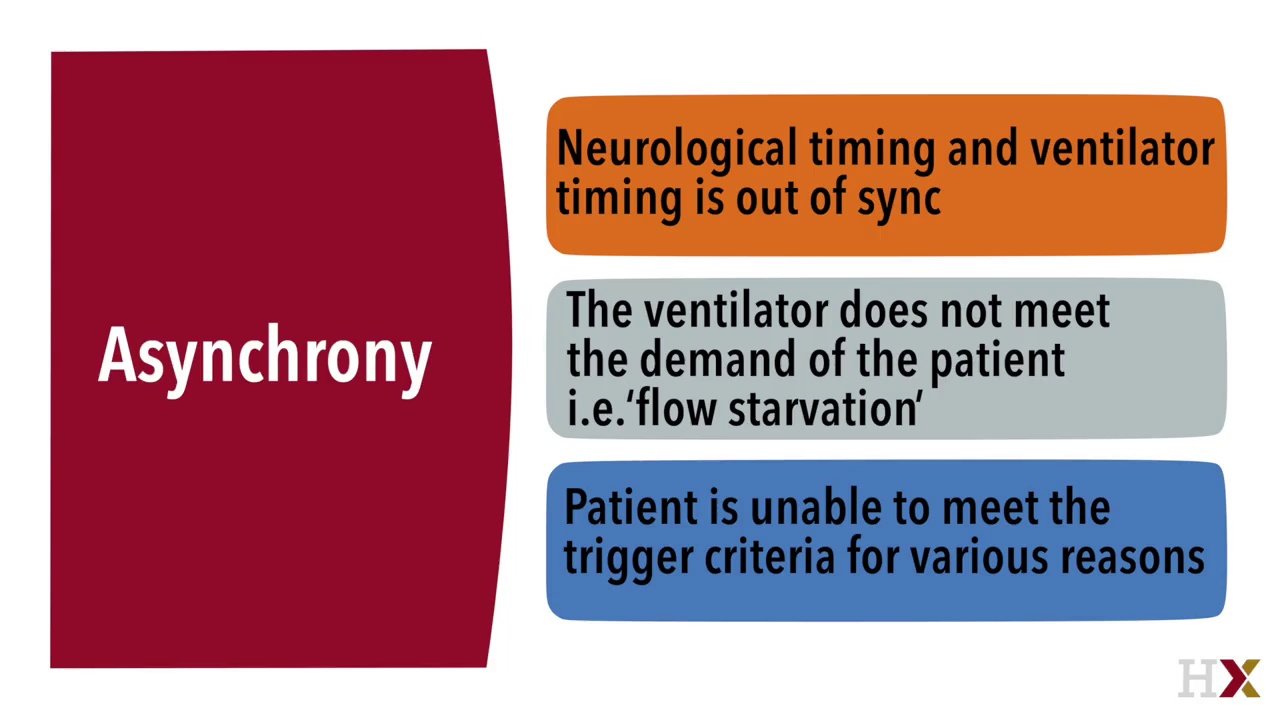 Asynchrony
Neurological timing and ventilator
timing is out of sync
The ventilator does not meet
the demand of the patient
i.e.‘flow starvation’
Patient is unable to meet the
trigger criteria for various reasons
HX